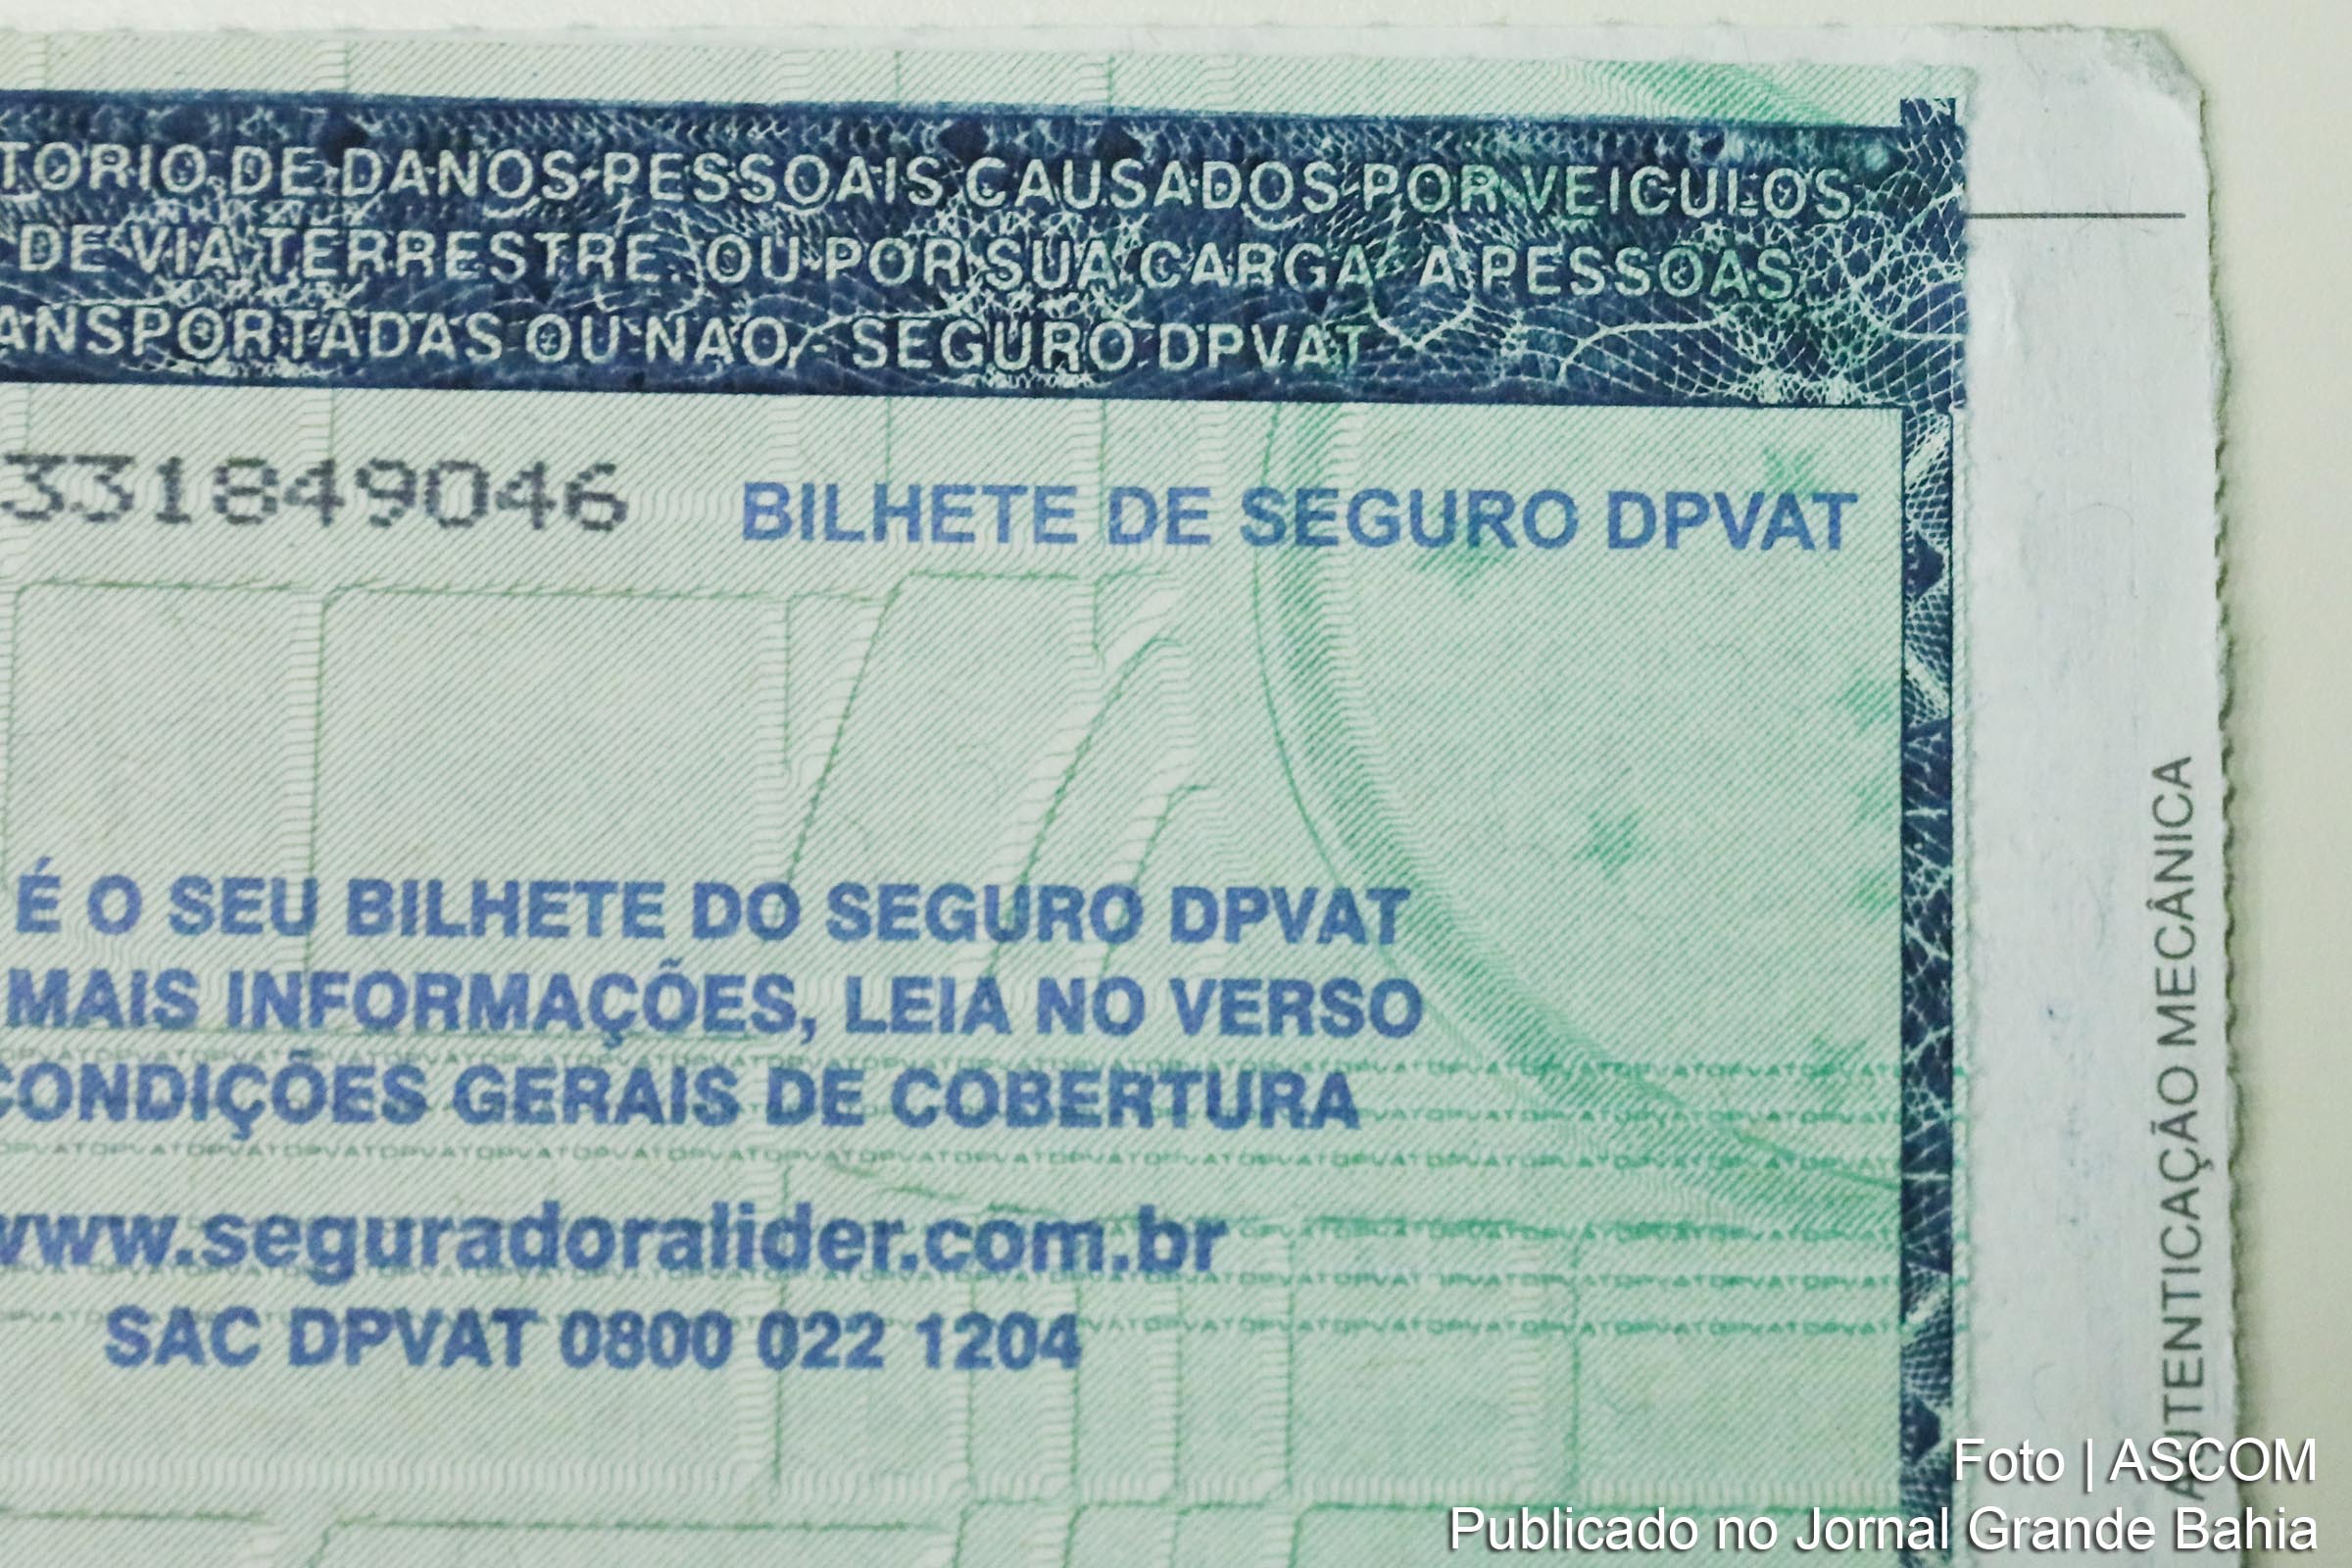 TORIO DE DANOS PESSOAIS CAUSADOS POR VEICULOS
DE VIA TERRESTRE, OU POR SUA CARGA, A PESSOAS
ANSPORTADAS OU NAO - SEGURO DPVAT
331849046 BILHETE DE SEGURO DPVAT
É O SEU BILHETE DO SEGURO DPVAT
MAIS INFORMAÇÕES, LEIA NO VERSO
CONDIÇÕES GERAIS DE COBERTURA
www.seguradoralider.com.br
SAC DPVAT 0800 022 1204
AUTENTICAÇÃO MECÂNICA
Foto | ASCOM
Publicado no Jornal Grande Bahia